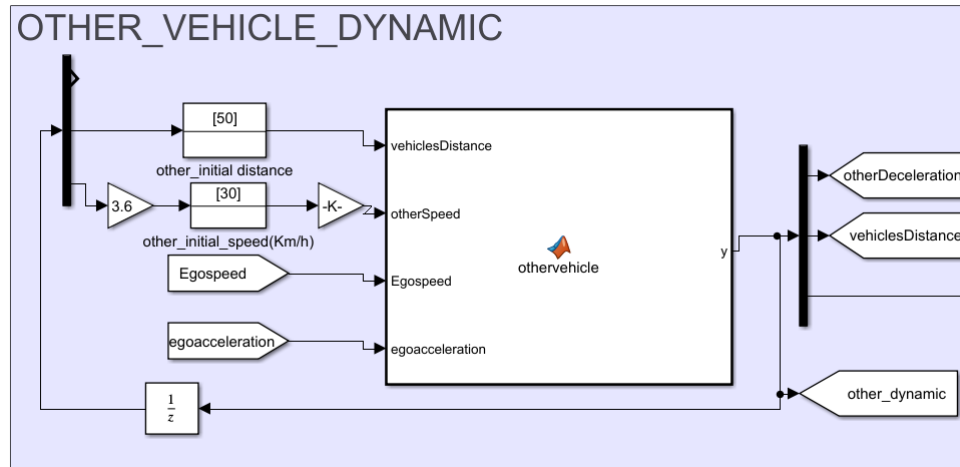 OTHER_VEHICLE_DYNAMIC
[50]
other_initial distance
3.6
[30]
-K-
other_initial_speed(Km/h)
Egospeed
egoacceleration
vehiclesDistance
otherSpeed
Egospeed
egoacceleration
othervehicle
y
otherDeceleration
vehiclesDistance
other_dynamic
1
z